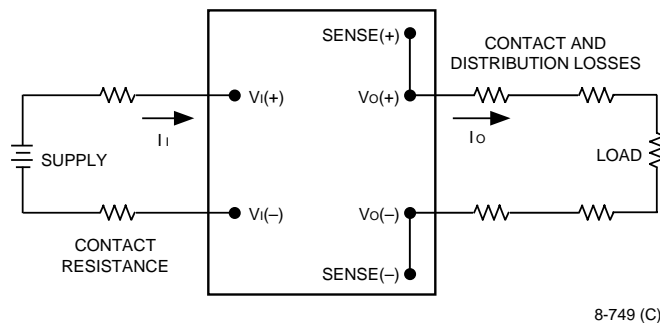 SENSE(+)
CONTACT AND
DISTRIBUTION LOSSES
VI(+)
VO(+)
II
IO
SUPPLY
LOAD
VI(–)
VO(–)
CONTACT
RESISTANCE
SENSE(–)
8-749 (C)